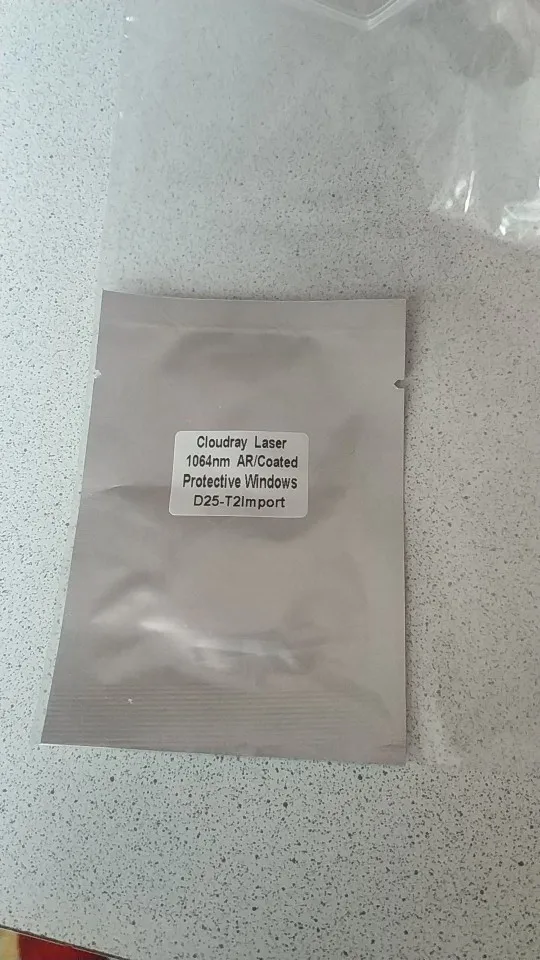 Cloudray Laser
1064nm AR/Coated
Protective Windows
D25-T2Import